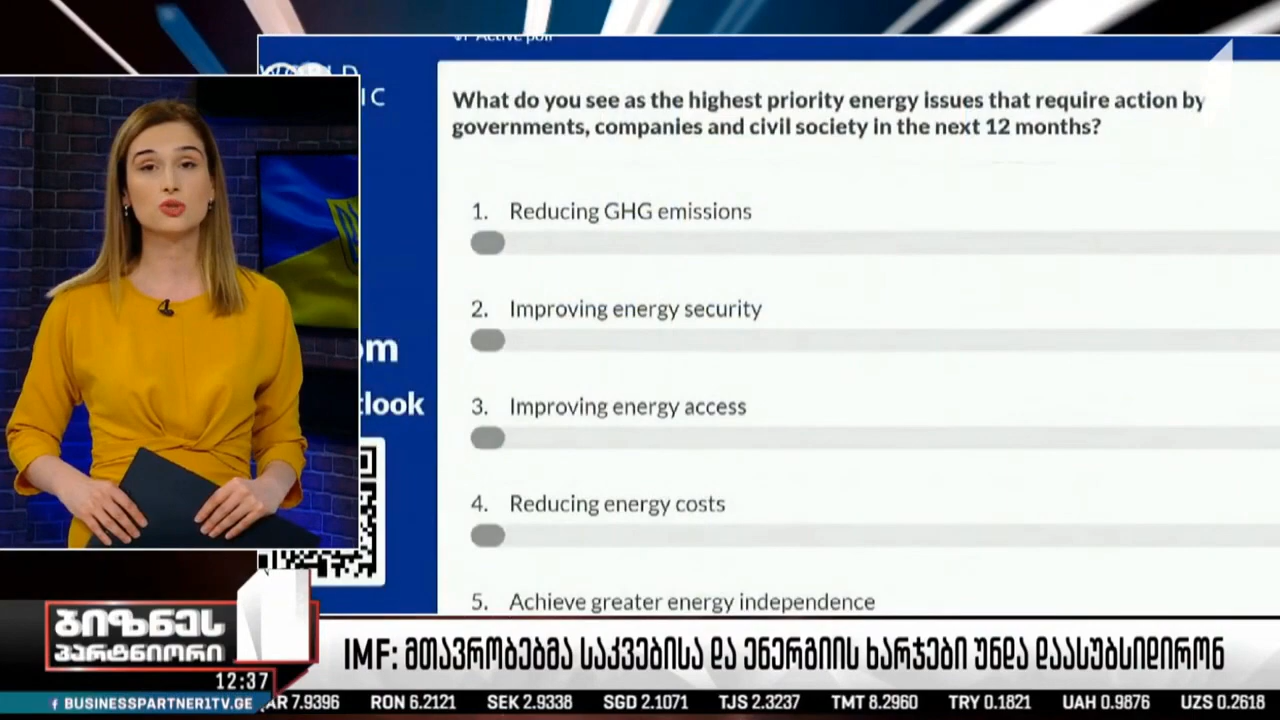 Active poll
What do you see as the highest priority energy issues that require action by
governments, companies and civil society in the next 12 months?
1. Reducing GHG emissions
2. Improving energy security
3. Improving energy access
4. Reducing energy costs
5. Achieve greater energy independence
ბიზნეს
პარტნიორი
12:37
IMF: მთავრობებმა საკვებისა და ენერგიის ხარჯები უნდა დაასუბსიდირონ
BUSINESSPARTNER1TV.GE
AR 7.9396 RON 6.2121 SEK 2.9338 SGD 2.1071 TJS 2.3237 TMT 8.2960 TRY 0.1821 UAH 0.9876 UZS 0.2618